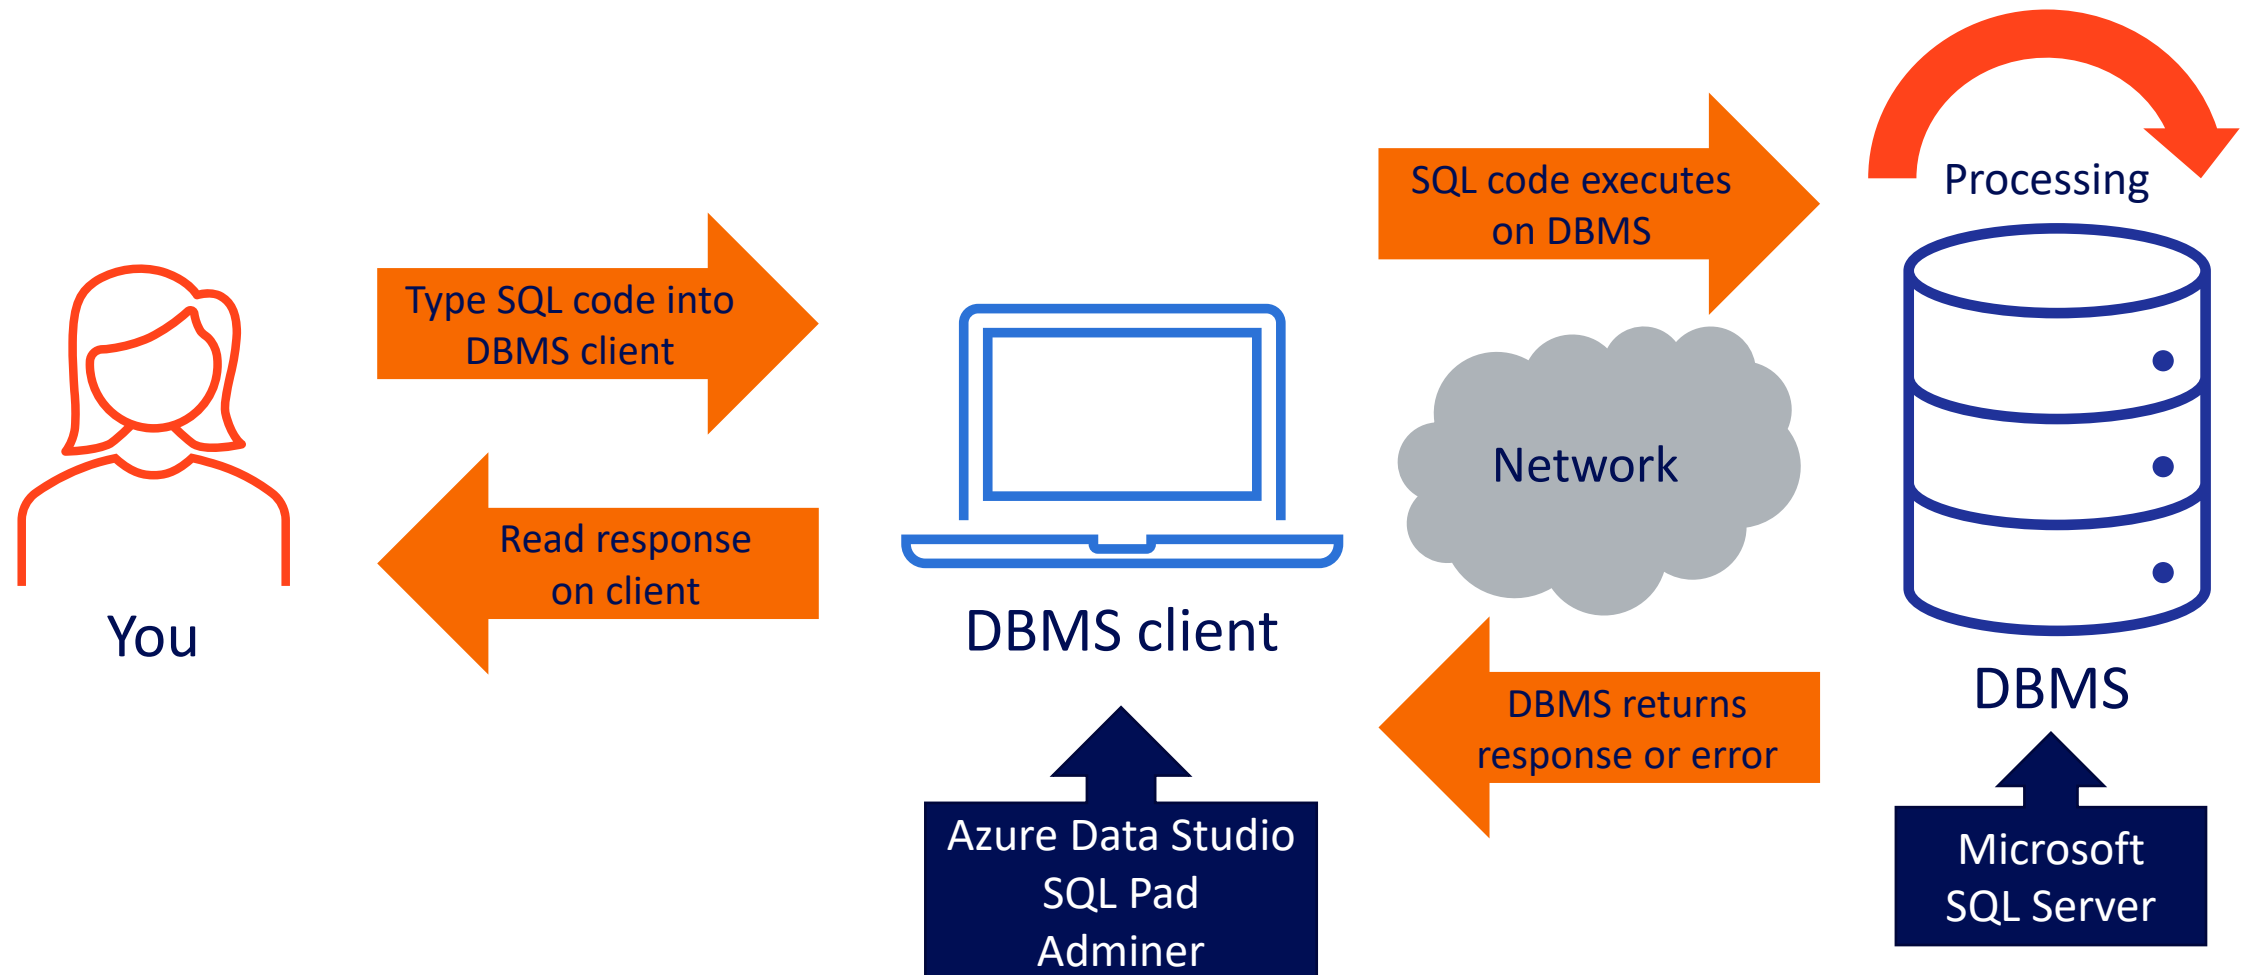 Type SQL code into
DBMS client
Read response
on client
You
DBMS client
Azure Data Studio
SQL Pad
Adminer
SQL code executes
on DBMS
Network
DBMS returns
response or error
Processing
DBMS
Microsoft
SQL Server